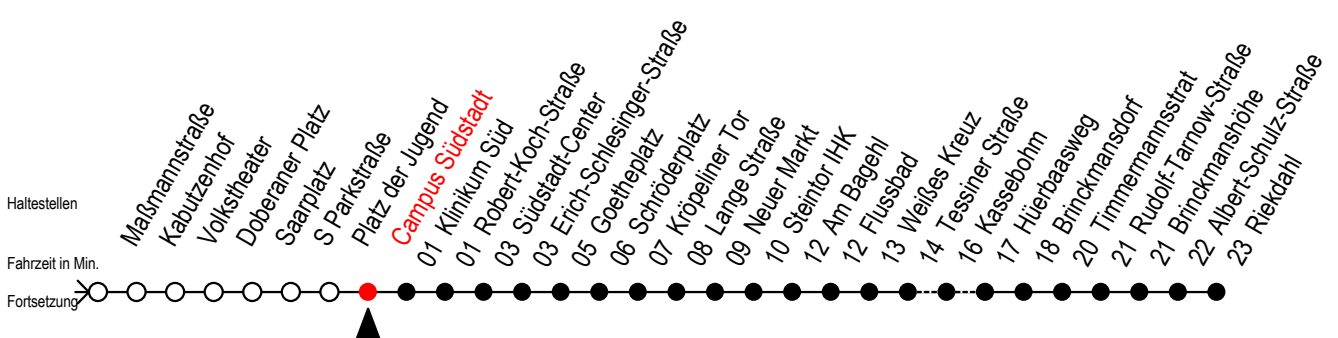 Haltestellen
Fahrzeit in Min.
Fortsetzung
Maßmannstraße
Kabutzenhof
Volkstheater
Doberaner Platz
Saarplatz
S Parkstraße
Platz der Jugend
Campus Südstadt
01 Klinikum Süd
01 Robert-Koch-Straße
03 Südstadt-Center
03 Erich-Schlesinger-Straße
05 Goetheplatz
06 Schröderplatz
07 Kröpeliner Tor
08 Lange Straße
09 Neuer Markt
10 Steintor IHK
12 Am Bagehl
12 Flussbad
13 Weißes Kreuz
14 Tessiner Straße
16 Kassebohm
17 Hüerbaasweg
18 Brinckmansdorf
20 Timmermannsstrat
21 Rudolf-Tarnow-Straße
21 Brinckmanshöhe
22 Albert-Schulz-Straße
23 Riekdahl